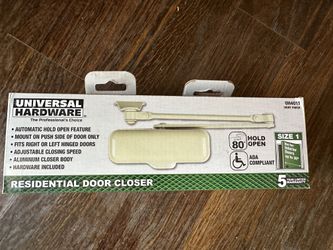 UNIVERSAL
HARDWARE
The Professional's Choice
UH4011
• AUTOMATIC HOLD OPEN FEATURE
• MOUNT ON PUSH SIDE OF DOOR ONLY
• FITS RIGHT OR LEFT HINGED DOORS
• ADJUSTABLE CLOSING SPEED
• ALUMINUM CLOSER BODY
• HARDWARE INCLUDED
80°
HOLD
OPEN
ADA
COMPLIANT
SIZE 1
RESIDENTIAL DOOR CLOSER
5